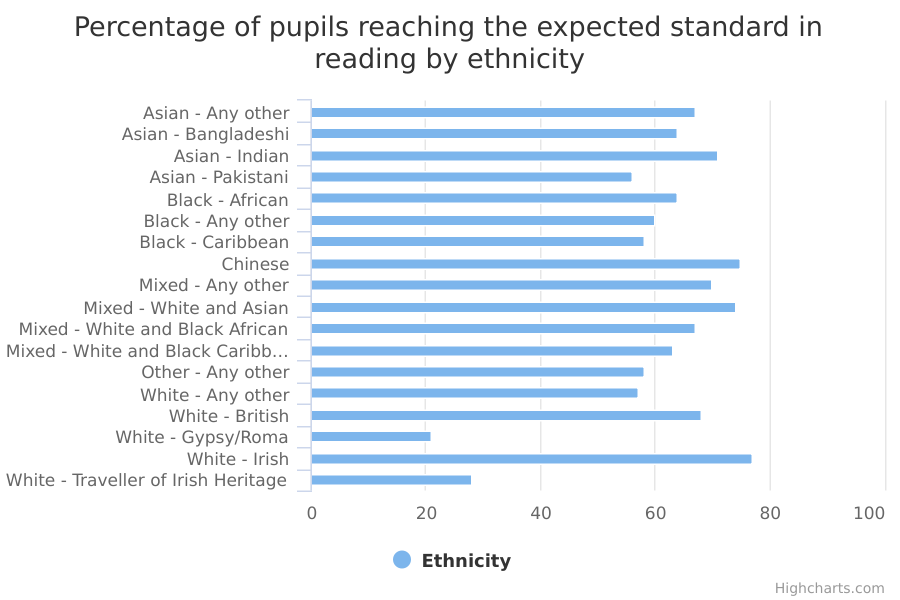 Percentage of pupils reaching the expected standard in
reading by ethnicity
Asian - Any other
Asian - Bangladeshi
Asian - Indian
Asian - Pakistani
Black - African
Black - Any other
Black - Caribbean
Chinese
Mixed - Any other
Mixed - White and Asian
Mixed - White and Black African
Mixed - White and Black Caribb…
Other - Any other
White - Any other
White - British
White - Gypsy/Roma
White - Irish
White - Traveller of Irish Heritage
0 20 40 60 80 100
Ethnicity
Highcharts.com